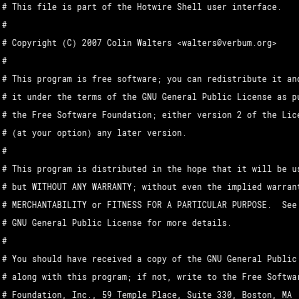 # This file is part of the Hotwire Shell user interface.
#
# Copyright (C) 2007 Colin Walters <walters@verbum.org>
#
# This program is free software; you can redistribute it and
# it under the terms of the GNU General Public License as pu
# the Free Software Foundation; either version 2 of the Lice
# (at your option) any later version.
#
# This program is distributed in the hope that it will be us
# but WITHOUT ANY WARRANTY; without even the implied warrant
# MERCHANTABILITY or FITNESS FOR A PARTICULAR PURPOSE.  See
# GNU General Public License for more details.
#
# You should have received a copy of the GNU General Public
# along with this program; if not, write to the Free Softwar
# Foundation, Inc., 59 Temple Place, Suite 330, Boston, MA